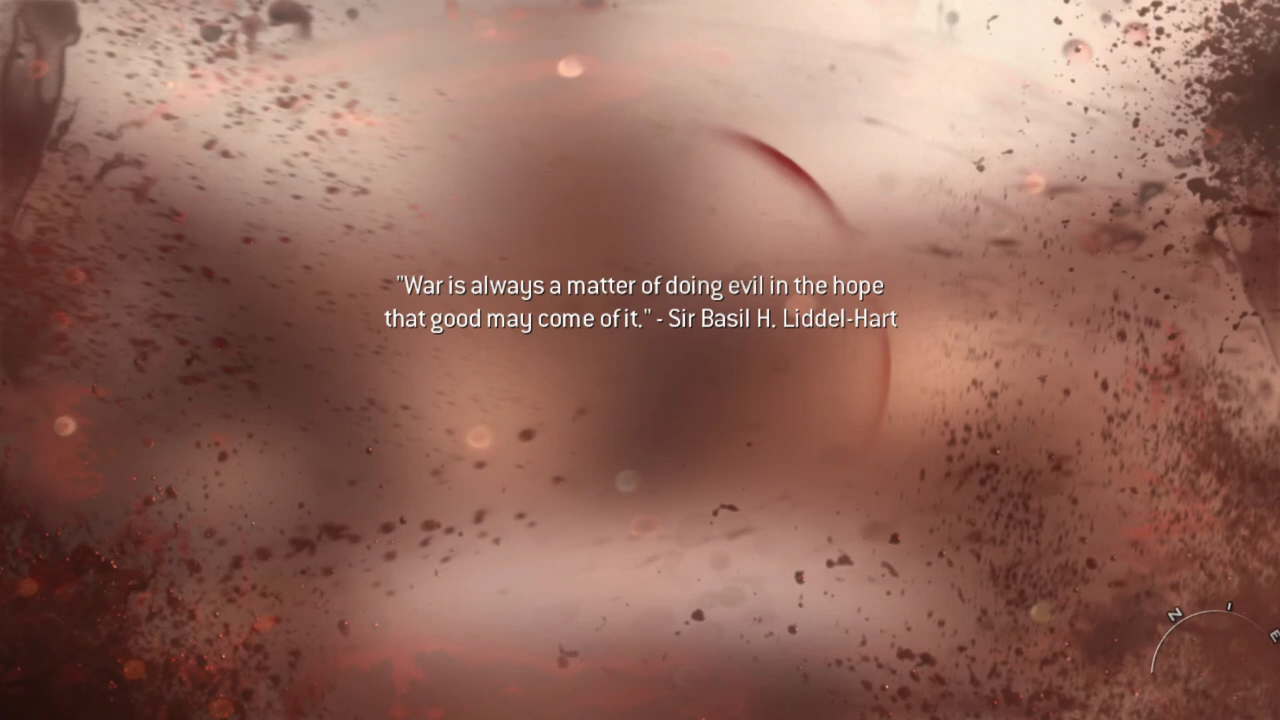 "War is always a matter of doing evil in the hope
that good may come of it." - Sir Basil H. Liddel-Hart
N
E